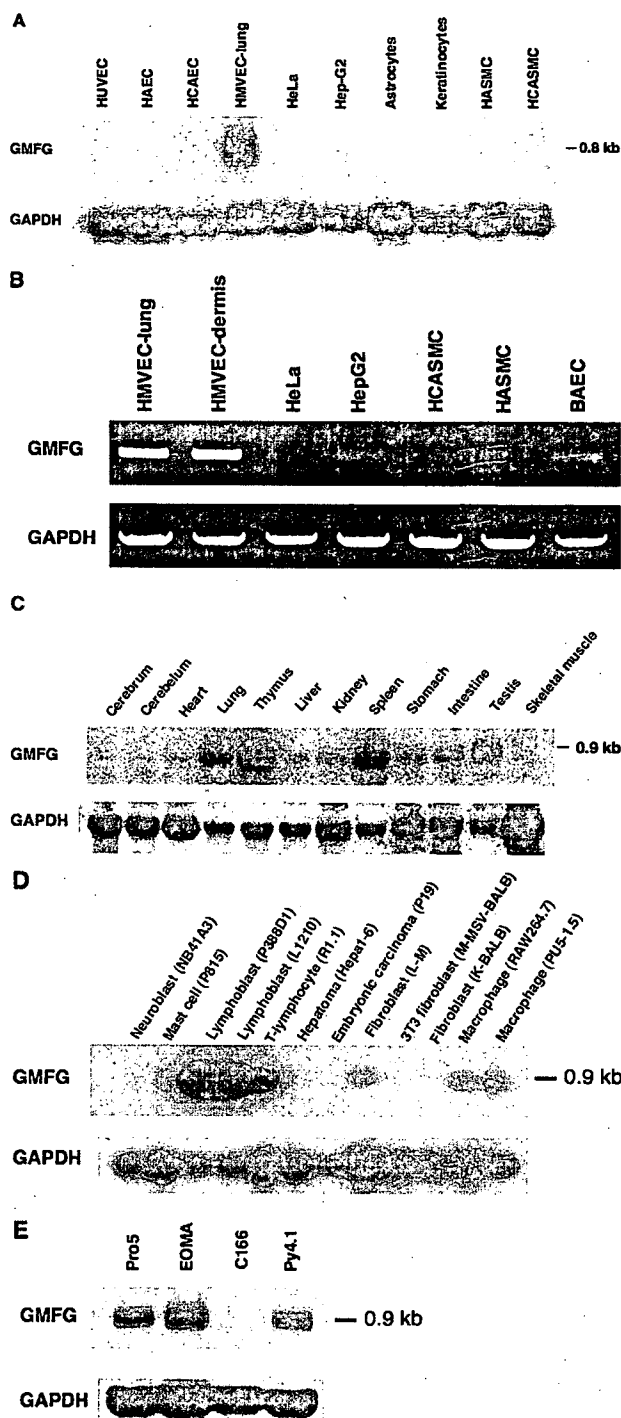 A
HUVEC
HAEC
HCAEC
HMVEC-lung
HeLa
Hep-G2
Astrocytes
Keratinocytes
HASMC
HCASMC
GMFG
0.8 kb
GAPDH
B
HMVEC-lung
HMVEC-dermis
HeLa
HepG2
HCASMC
HASMC
BAEC
GMFG
GAPDH
C
Cerebrum
Cerebelum
Heart
Lung
Thymus
Liver
Kidney
Spleen
Stomach
Intestine
Testis
Skeletal muscle
GMFG
0.9 kb
GAPDH
D
Neuroblast (NB41A3)
Mast cell (P815)
Lymphoblast (P388D1)
Lymphoblast (L1210)
T-lymphocyte (R1.1)
Hepatoma (Hepa1-6)
Embryonic carcinoma (P19)
Fibroblast (L-M)
3T3 fibroblast (M-MSV-BALB)
Fibroblast (K-BALB)
Macrophage (RAW264.7)
Macrophage (PU5-1.5)
GMFG
0.9 kb
GAPDH
E
Pro5
EOMA
C166
Py4.1
GMFG
0.9 kb
GAPDH